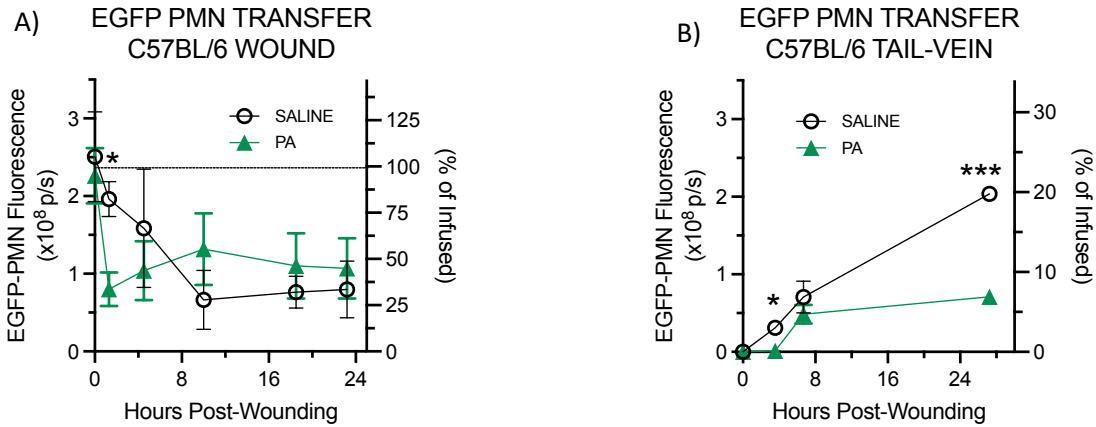 A)
EGFP PMN TRANSFER
C57BL/6 WOUND
EGFP-PMN Fluorescence
(x10⁸ p/s)
3
2
1
0
SALINE
PA
*
125
100
75
50
25
0
(% of Infused)
0 8 16 24
Hours Post-Wounding
B)
EGFP PMN TRANSFER
C57BL/6 TAIL-VEIN
EGFP-PMN Fluorescence
(x10⁸ p/s)
3
2
1
0
SALINE
PA
*
***
30
20
10
0
(% of Infused)
0 8 16 24
Hours Post-Wounding